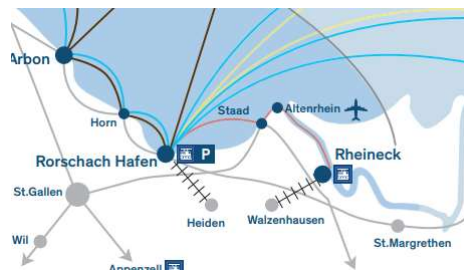 Arbon
Horn
Staad
Altenrhein
Rorschach Hafen
P
Rheineck
St.Gallen
Heiden
Walzenhausen
Wil
St.Margrethen
Appenzell